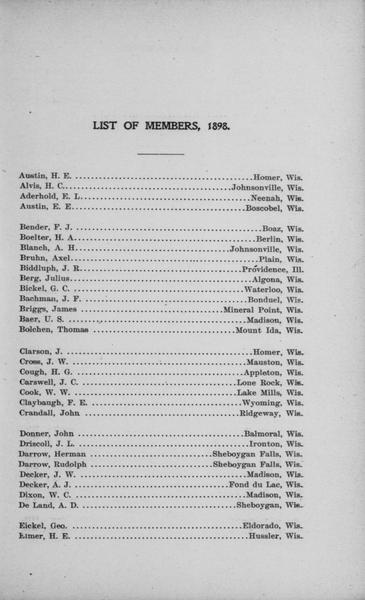 LIST OF MEMBERS, 1898.
Austin, H. E. ......Homer, Wis.
Alvis, H. C. ......Johnsonville, Wis.
Aderhold, E. L. ......Neenah, Wis.
Austin, E. E. ......Boscobel, Wis.
Bender, F. J. ......Boaz, Wis.
Boelter, H. A. ......Berlin, Wis.
Blanch, A. H. ......Johnsonville, Wis.
Bruhn, Axel ......Plain, Wis.
Biddluph, J. R. ......Providence, Ill.
Berg, Julius ......Algona, Wis.
Bickel, G. C. ......Waterloo, Wis.
Bachman, J. F. ......Bonduel, Wis.
Briggs, James ......Mineral Point, Wis.
Baer, U. S. ......Madison, Wis.
Bolchen, Thomas ......Mount Ida, Wis.
Clarson, J. ......Homer, Wis.
Cross, J. W. ......Mauston, Wis.
Cough, H. G. ......Appleton, Wis.
Carswell, J. C. ......Lone Rock, Wis.
Cook, W. W. ......Lake Mills, Wis.
Claybaugh, F. E. ......Wyoming, Wis.
Crandall, John ......Ridgeway, Wis.
Donner, John ......Balmoral, Wis.
Driscoll, J. L. ......Ironton, Wis.
Darrow, Herman ......Sheboygan Falls, Wis.
Darrow, Rudolph ......Sheboygan Falls, Wis.
Decker, J. W. ......Madison, Wis.
Decker, A. J. ......Fond du Lac, Wis.
Dixon, W. C. ......Madison, Wis.
De Land, A. D. ......Sheboygan, Wis.
Eickel, Geo. ......Eldorado, Wis.
Elmer, H. E. ......Hussler, Wis.